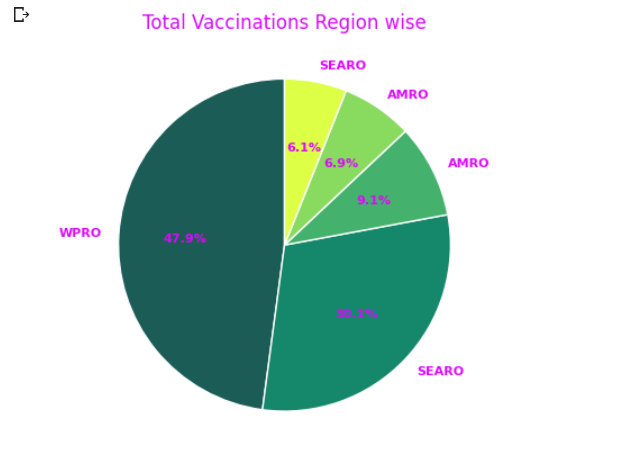 Total Vaccinations Region wise
SEARO
AMRO
6.1%
6.9%
AMRO
9.1%
WPRO
47.9%
30.1%
SEARO